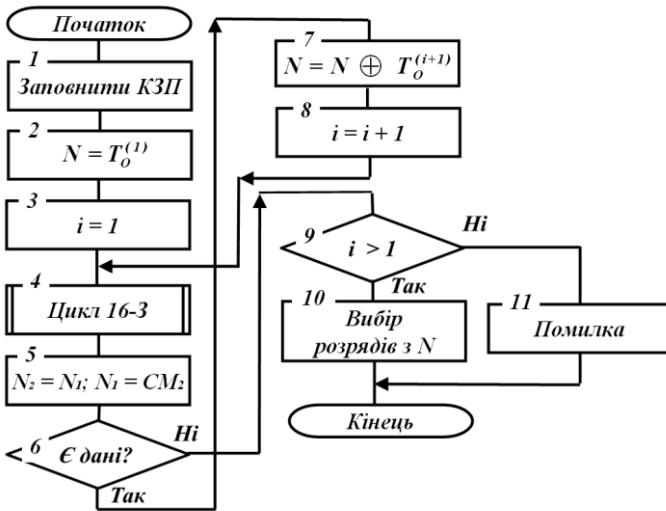 Початок
1
Заповнити КЗП
2
N = T_O^(1)
3
i = 1
4
Цикл 16-З
5
N₂ = N₁; N₁ = CM₂
6
Є дані?
Ні
Так
7
N = N ⊕ T_O^(i+1)
8
i = i + 1
9
i > 1
Ні
Так
10
Вибір
розрядів з N
11
Помилка
Кінець